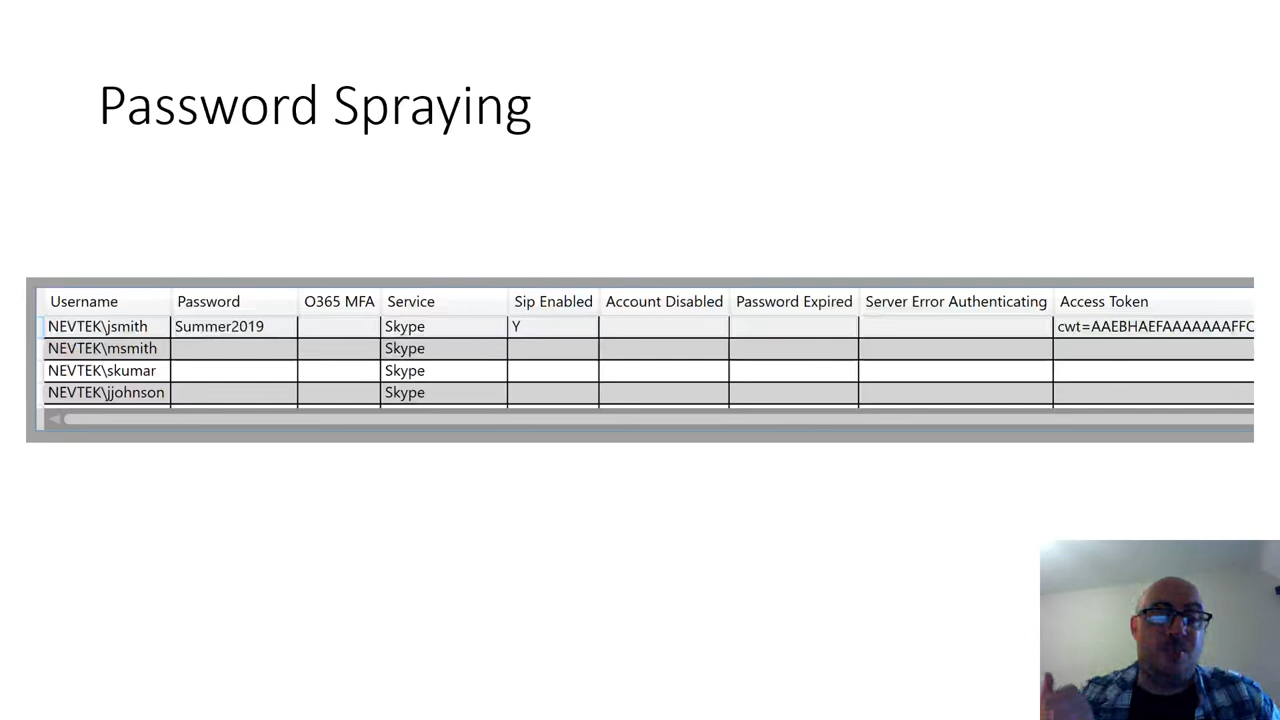 Password Spraying
Username Password O365 MFA Service Sip Enabled Account Disabled Password Expired Server Error Authenticating Access Token
NEVTEK\jsmith Summer2019 Skype Y cwt=AAEBHAEFAAAAAAAFFC
NEVTEK\msmith Skype
NEVTEK\skumar Skype
NEVTEK\jjohnson Skype